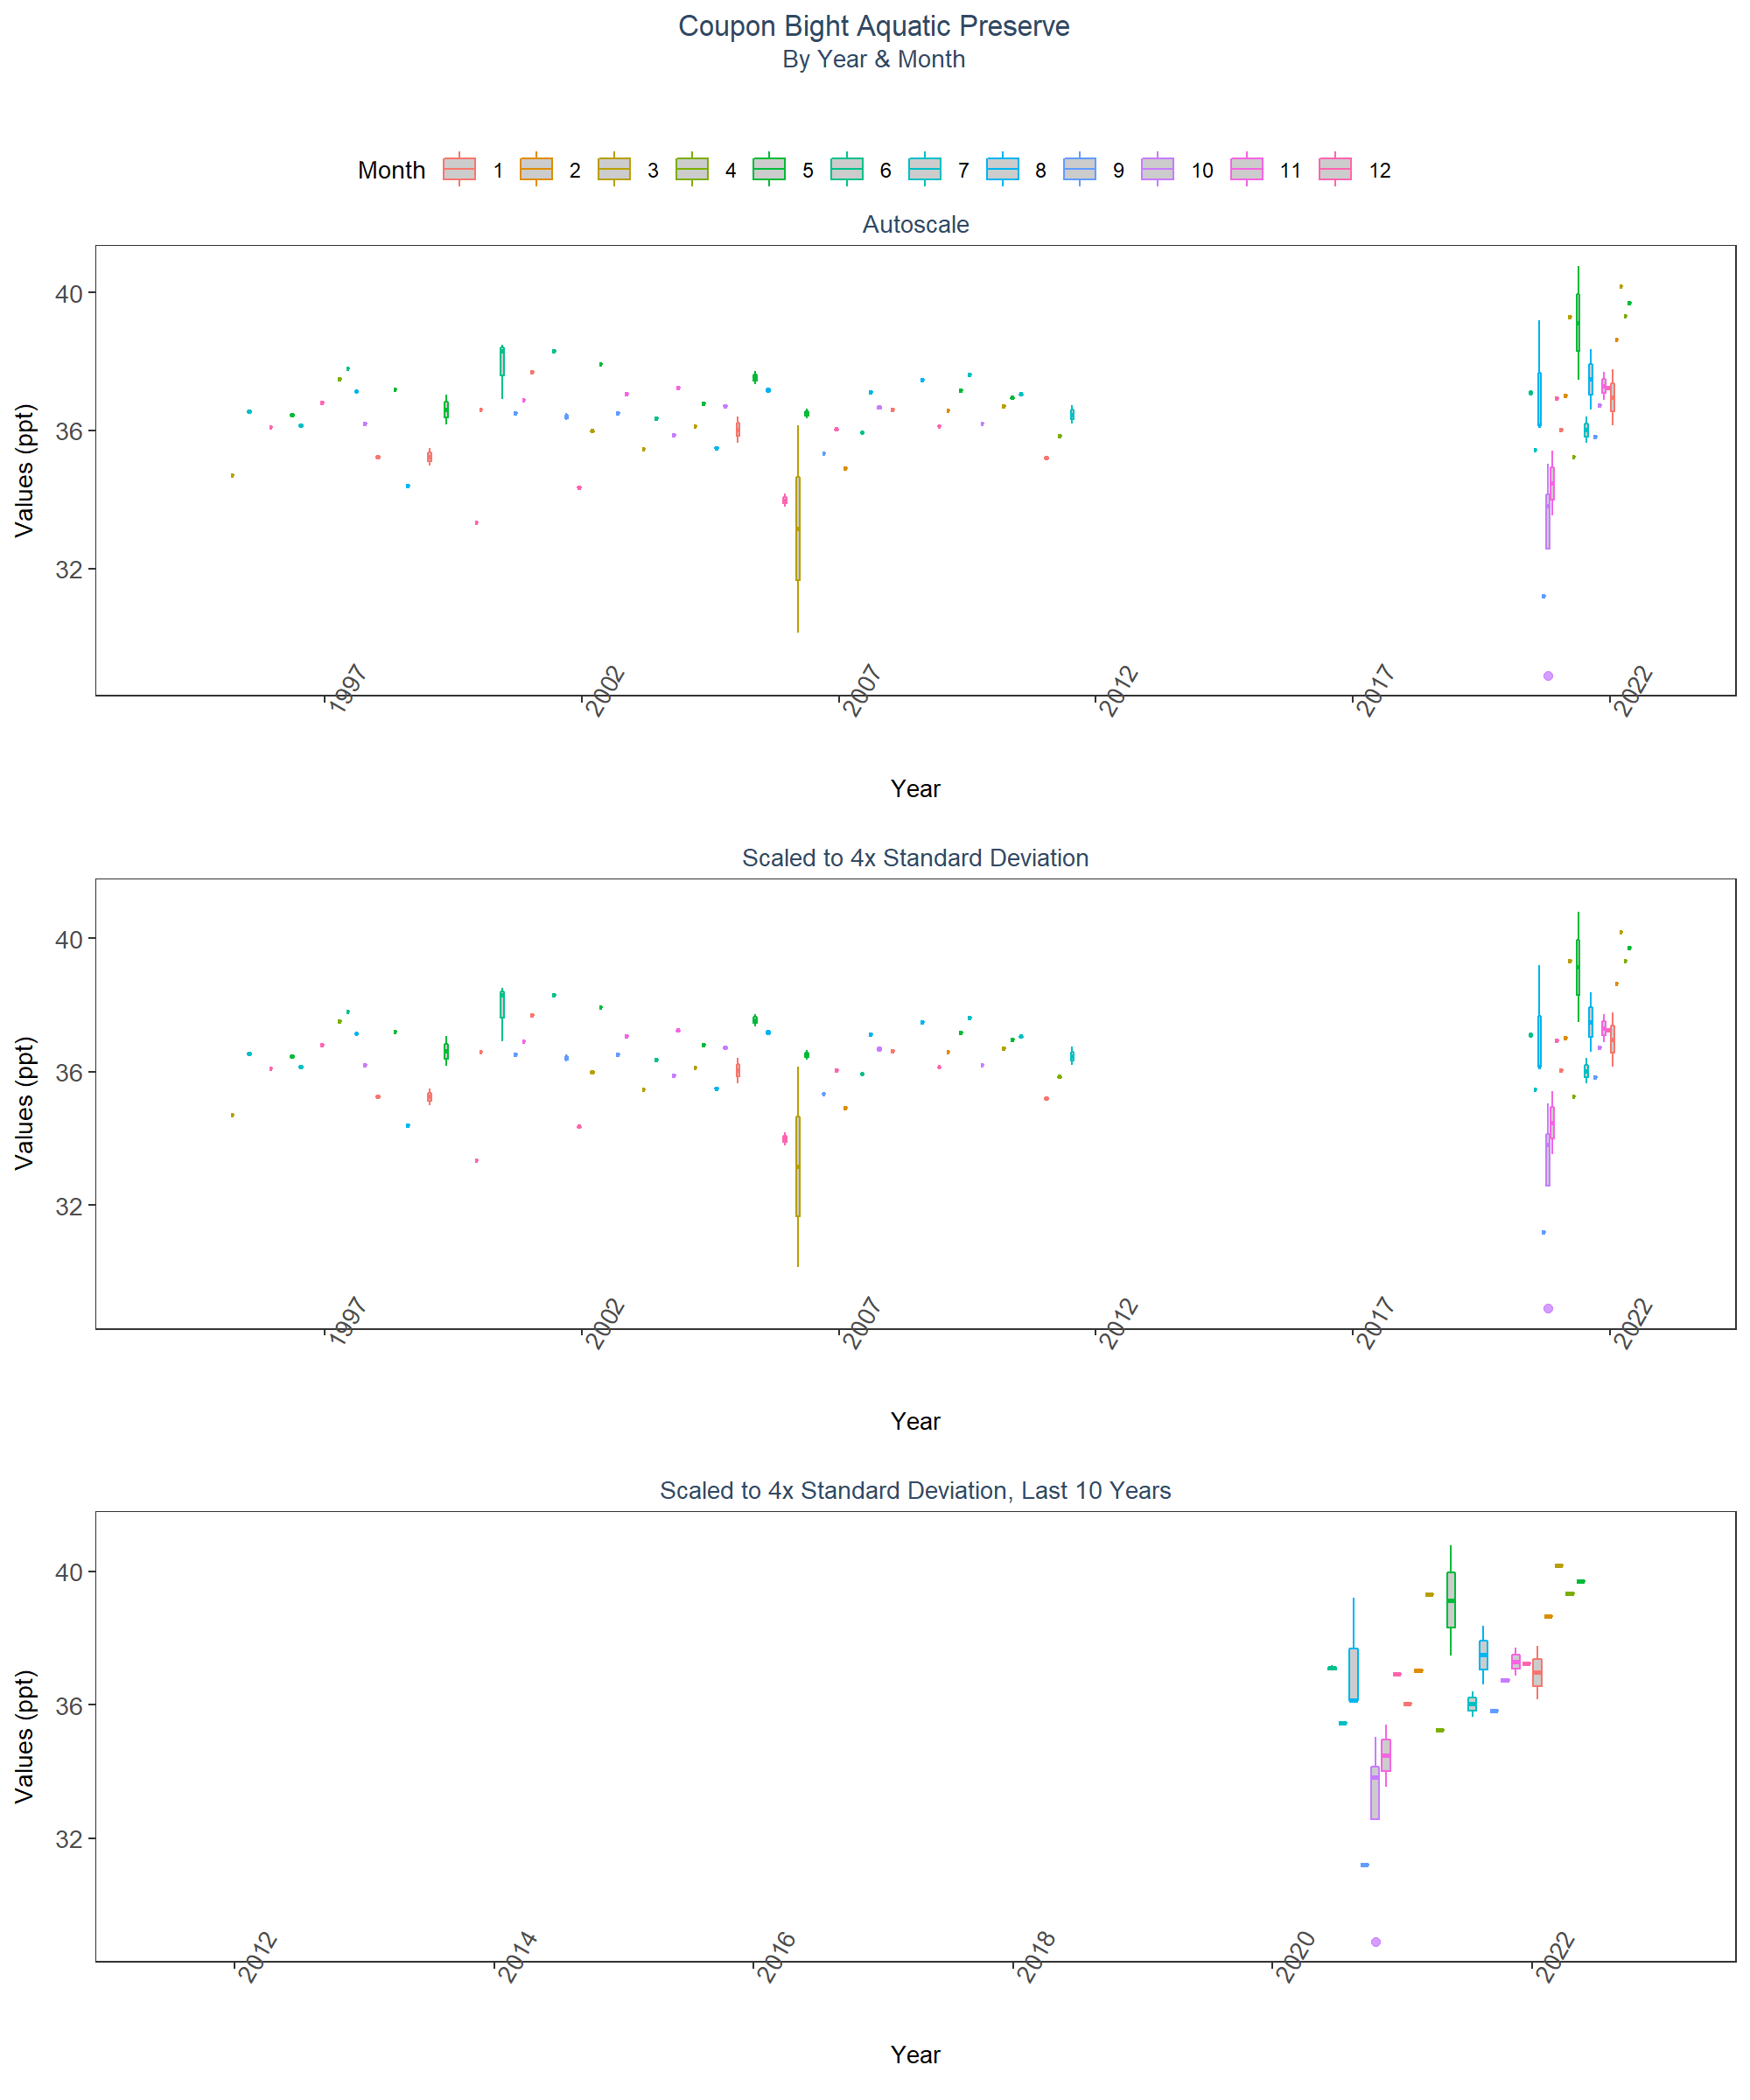 Coupon Bight Aquatic Preserve
By Year & Month
Month 1 2 3 4 5 6 7 8 9 10 11 12
Autoscale
Values (ppt)
40
36
32
1997 2002 2007 2012 2017 2022
Year
Scaled to 4x Standard Deviation
Values (ppt)
40
36
32
1997 2002 2007 2012 2017 2022
Year
Scaled to 4x Standard Deviation, Last 10 Years
Values (ppt)
40
36
32
2012 2014 2016 2018 2020 2022
Year